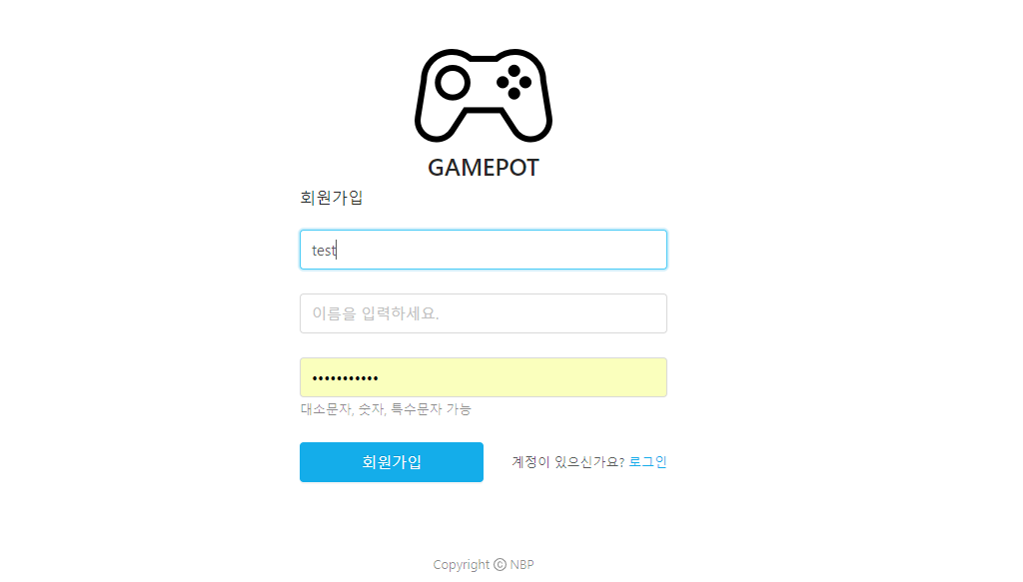 GAMEPOT
회원가입
test
이름을 입력하세요.
•••••••••••
대소문자, 숫자, 특수문자 가능
회원가입 계정이 있으신가요? 로그인
Copyright ⓒ NBP